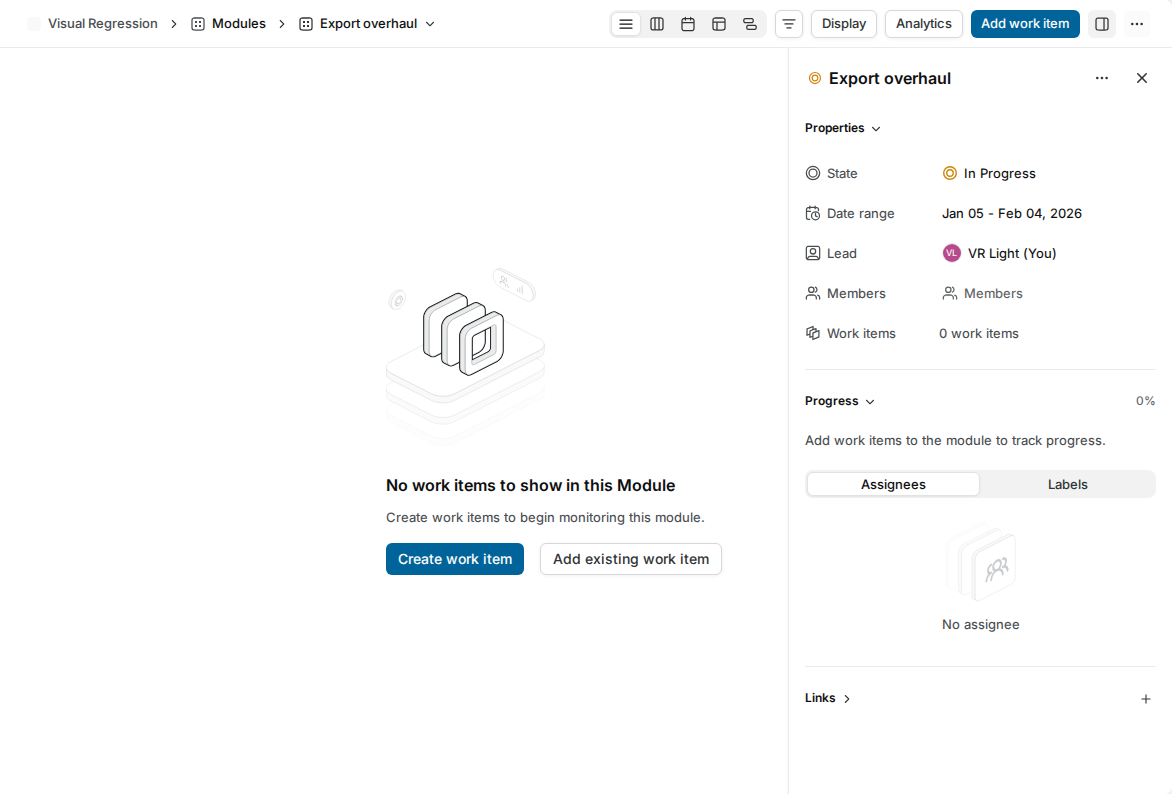 Visual Regression > Modules > Export overhaul
Display
Analytics
Add work item
Export overhaul
Properties
State
In Progress
Date range
Jan 05 - Feb 04, 2026
Lead
VL VR Light (You)
Members
Members
Work items
0 work items
Progress
0%
Add work items to the module to track progress.
Assignees
Labels
No assignee
Links
No work items to show in this Module
Create work items to begin monitoring this module.
Create work item
Add existing work item